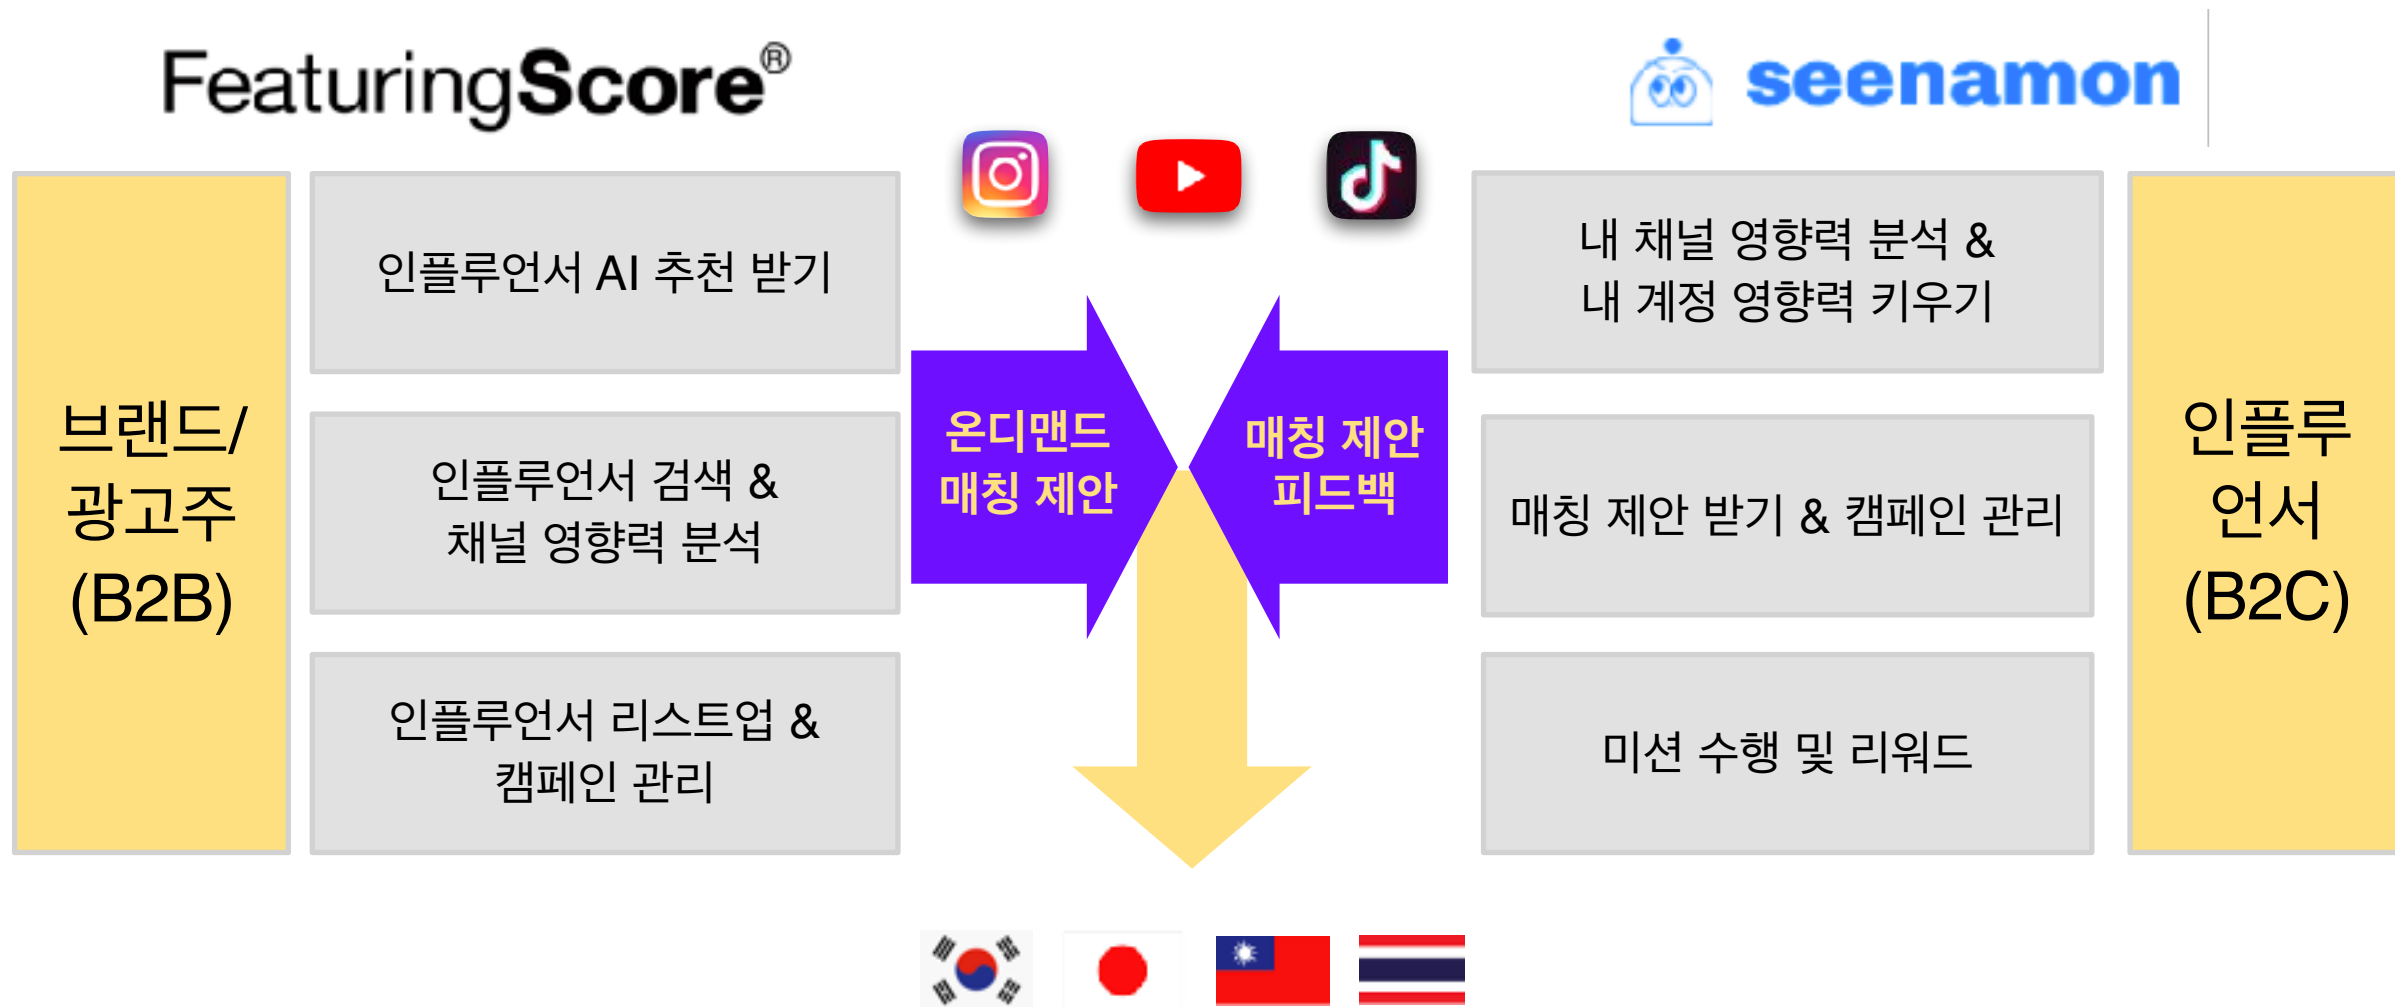 FeaturingScore®
seenamon
브랜드/
광고주
(B2B)
인플루언서 AI 추천 받기
인플루언서 검색 &
채널 영향력 분석
인플루언서 리스트업 &
캠페인 관리
온디맨드
매칭 제안
매칭 제안
피드백
내 채널 영향력 분석 &
내 계정 영향력 키우기
매칭 제안 받기 & 캠페인 관리
미션 수행 및 리워드
인플루
언서
(B2C)